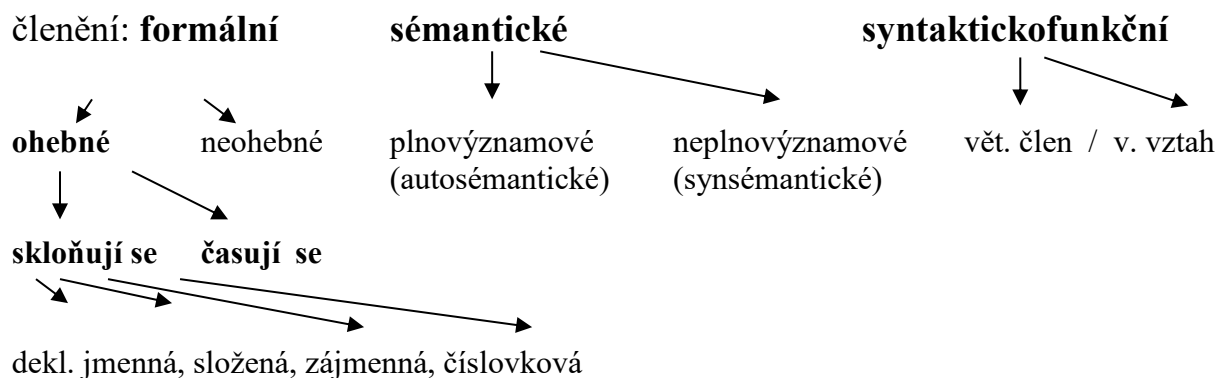 členění: formální sémantické syntaktickofunkční
ohebné neohebné plnovýznamové neplnovýznamové vět. člen / v. vztah
(autosémantické) (synsémantické)
skloňují se časují se
dekl. jmenná, složená, zájmenná, číslovková